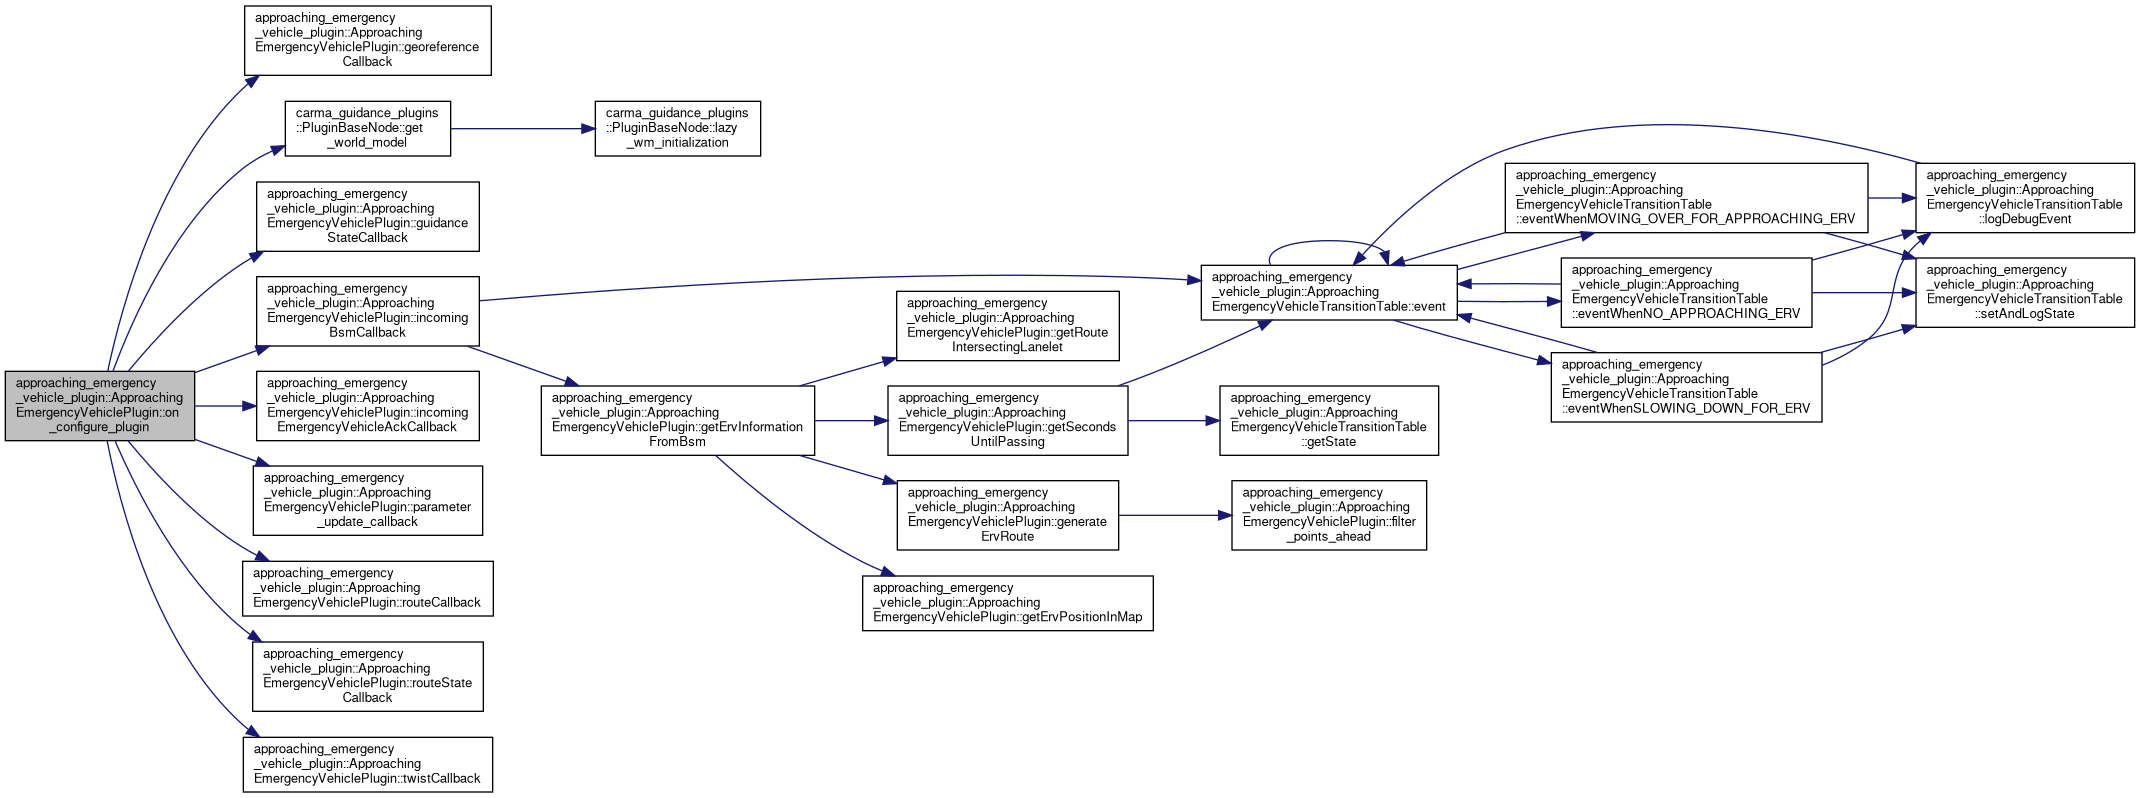 approaching_emergency
_vehicle_plugin::Approaching
EmergencyVehiclePlugin::on
_configure_plugin
approaching_emergency
_vehicle_plugin::Approaching
EmergencyVehiclePlugin::georeference
Callback
carma_guidance_plugins
::PluginBaseNode::get
_world_model
carma_guidance_plugins
::PluginBaseNode::lazy
_wm_initialization
approaching_emergency
_vehicle_plugin::Approaching
EmergencyVehiclePlugin::guidance
StateCallback
approaching_emergency
_vehicle_plugin::Approaching
EmergencyVehiclePlugin::incoming
BsmCallback
approaching_emergency
_vehicle_plugin::Approaching
EmergencyVehiclePlugin::incoming
EmergencyVehicleAckCallback
approaching_emergency
_vehicle_plugin::Approaching
EmergencyVehiclePlugin::parameter
_update_callback
approaching_emergency
_vehicle_plugin::Approaching
EmergencyVehiclePlugin::routeCallback
approaching_emergency
_vehicle_plugin::Approaching
EmergencyVehiclePlugin::routeState
Callback
approaching_emergency
_vehicle_plugin::Approaching
EmergencyVehiclePlugin::twistCallback
approaching_emergency
_vehicle_plugin::Approaching
EmergencyVehiclePlugin::getErvInformation
FromBsm
approaching_emergency
_vehicle_plugin::Approaching
EmergencyVehiclePlugin::getRoute
IntersectingLanelet
approaching_emergency
_vehicle_plugin::Approaching
EmergencyVehiclePlugin::getSeconds
UntilPassing
approaching_emergency
_vehicle_plugin::Approaching
EmergencyVehiclePlugin::generate
ErvRoute
approaching_emergency
_vehicle_plugin::Approaching
EmergencyVehiclePlugin::getErvPositionInMap
approaching_emergency
_vehicle_plugin::Approaching
EmergencyVehicleTransitionTable::event
approaching_emergency
_vehicle_plugin::Approaching
EmergencyVehicleTransitionTable
::getState
approaching_emergency
_vehicle_plugin::Approaching
EmergencyVehiclePlugin::filter
_points_ahead
approaching_emergency
_vehicle_plugin::Approaching
EmergencyVehicleTransitionTable
::eventWhenMOVING_OVER_FOR_APPROACHING_ERV
approaching_emergency
_vehicle_plugin::Approaching
EmergencyVehicleTransitionTable
::eventWhenNO_APPROACHING_ERV
approaching_emergency
_vehicle_plugin::Approaching
EmergencyVehicleTransitionTable
::eventWhenSLOWING_DOWN_FOR_ERV
approaching_emergency
_vehicle_plugin::Approaching
EmergencyVehicleTransitionTable
::logDebugEvent
approaching_emergency
_vehicle_plugin::Approaching
EmergencyVehicleTransitionTable
::setAndLogState